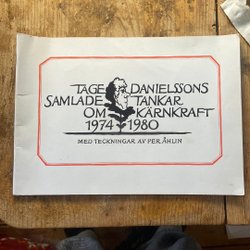 TAGE DANIELSSONS
SAMLADE TANKAR
OM KÄRNKRAFT
1974 1980
MED TECKNINGAR AV PER ÅHLIN